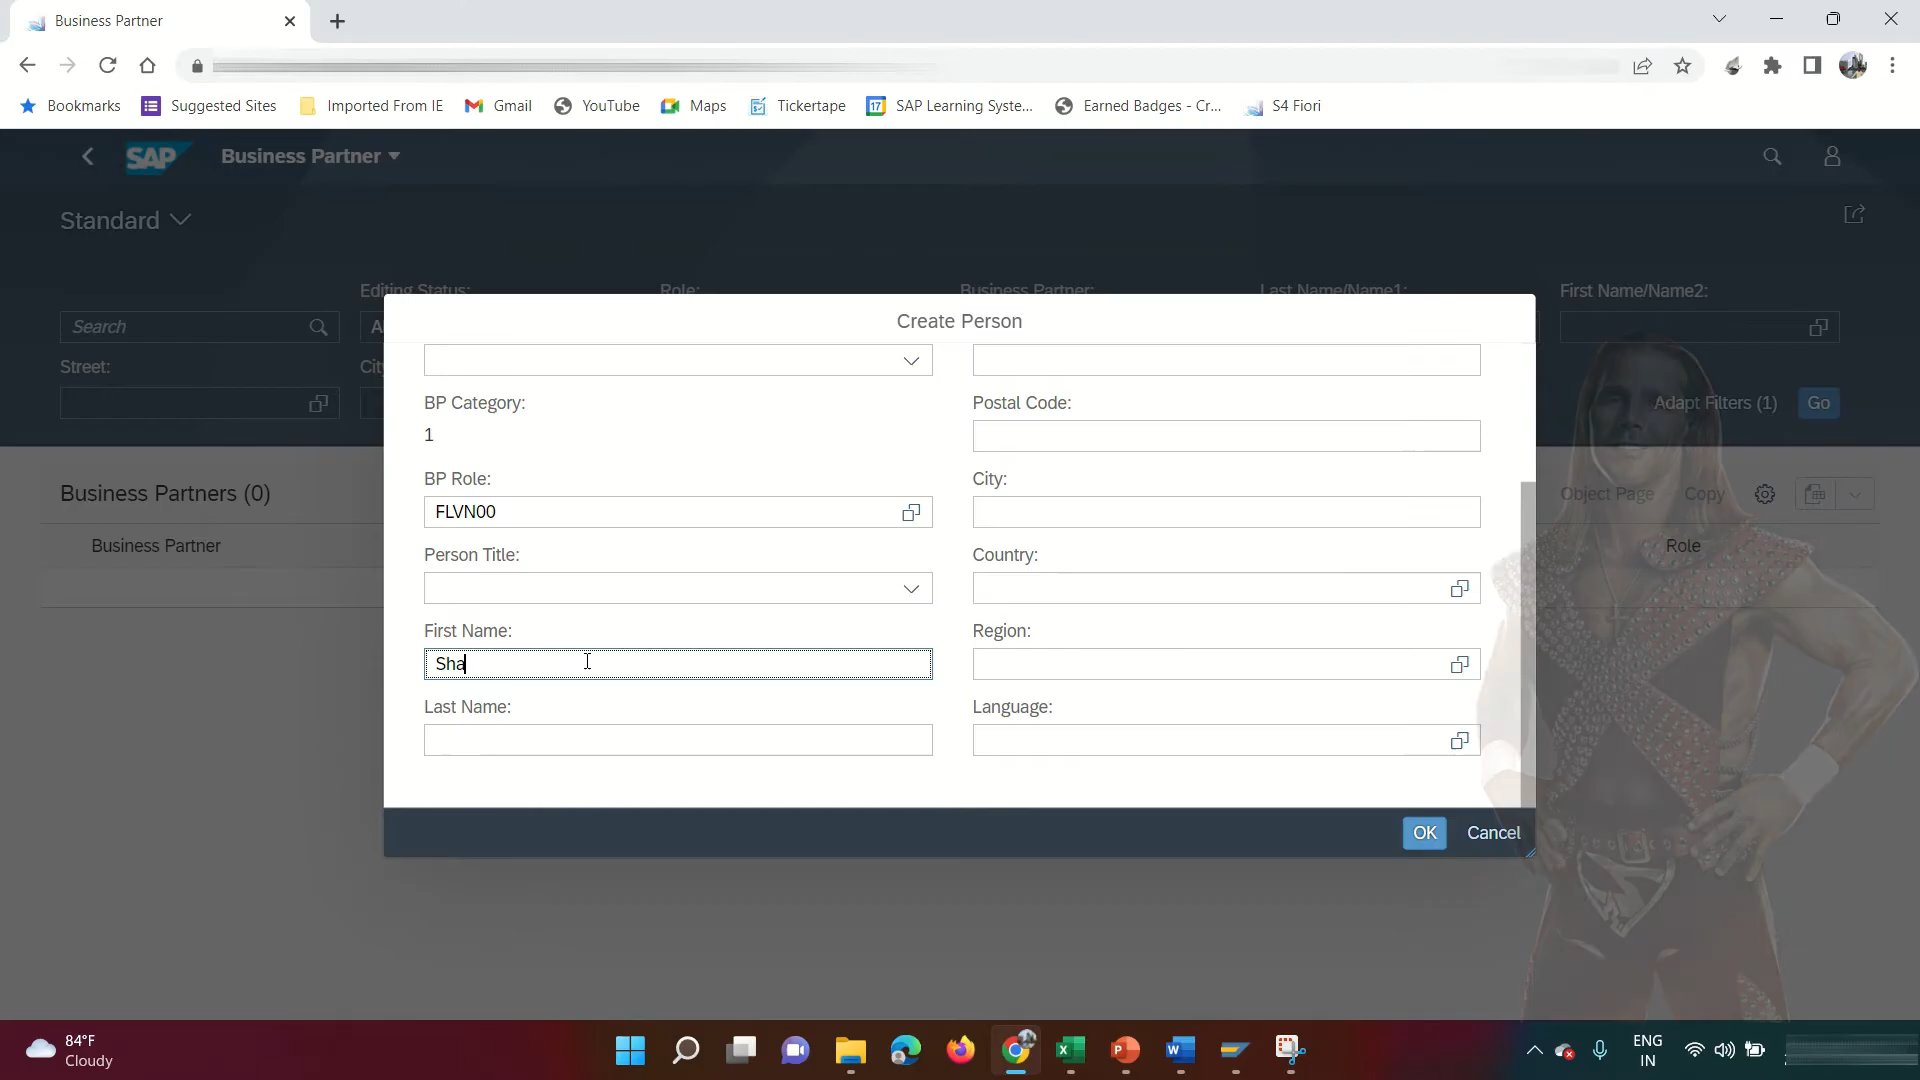 Business Partner
Bookmarks Suggested Sites Imported From IE Gmail YouTube Maps Tickertape 17 SAP Learning Syste... Earned Badges - Cr... S4 Fiori
SAP Business Partner
Standard
Editing Status: Role: Business Partner: Last Name/Name1: First Name/Name2:
Search
Street:
Adapt Filters (1) Go
Business Partners (0)
Object Page Copy
Business Partner Role
Create Person
BP Category: Postal Code:
1
BP Role: City:
FLVN00
Person Title: Country:
First Name: Region:
Sha
Last Name: Language:
OK Cancel
84°F
Cloudy
ENG
IN